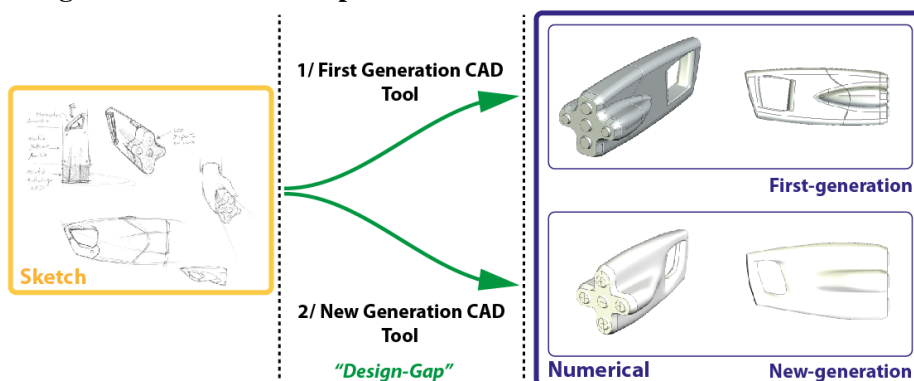 1/ First Generation CAD
Tool
First-generation
Sketch
2/ New Generation CAD
Tool
"Design-Gap"
Numerical
New-generation